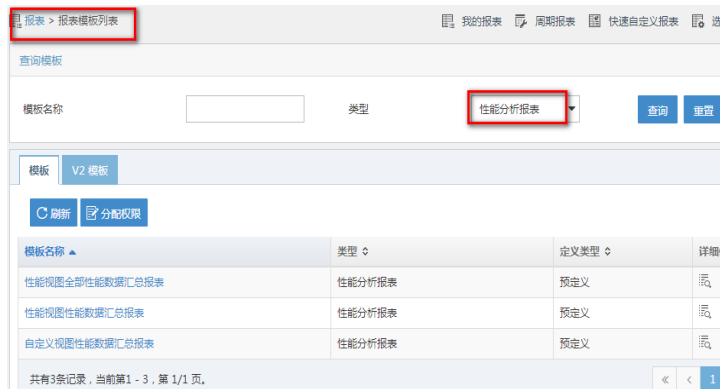 报表 > 报表模板列表 我的报表 周期报表 快速自定义报表 选
查询模板
模板名称 类型 性能分析报表 查询 重置
模板 V2 模板
刷新 分配权限
模板名称 类型 定义类型 详细
性能视图全部性能数据汇总报表 性能分析报表 预定义
性能视图性能数据汇总报表 性能分析报表 预定义
自定义视图性能数据汇总报表 性能分析报表 预定义
共有3条记录，当前第1 - 3，第 1/1 页。 « ‹ 1